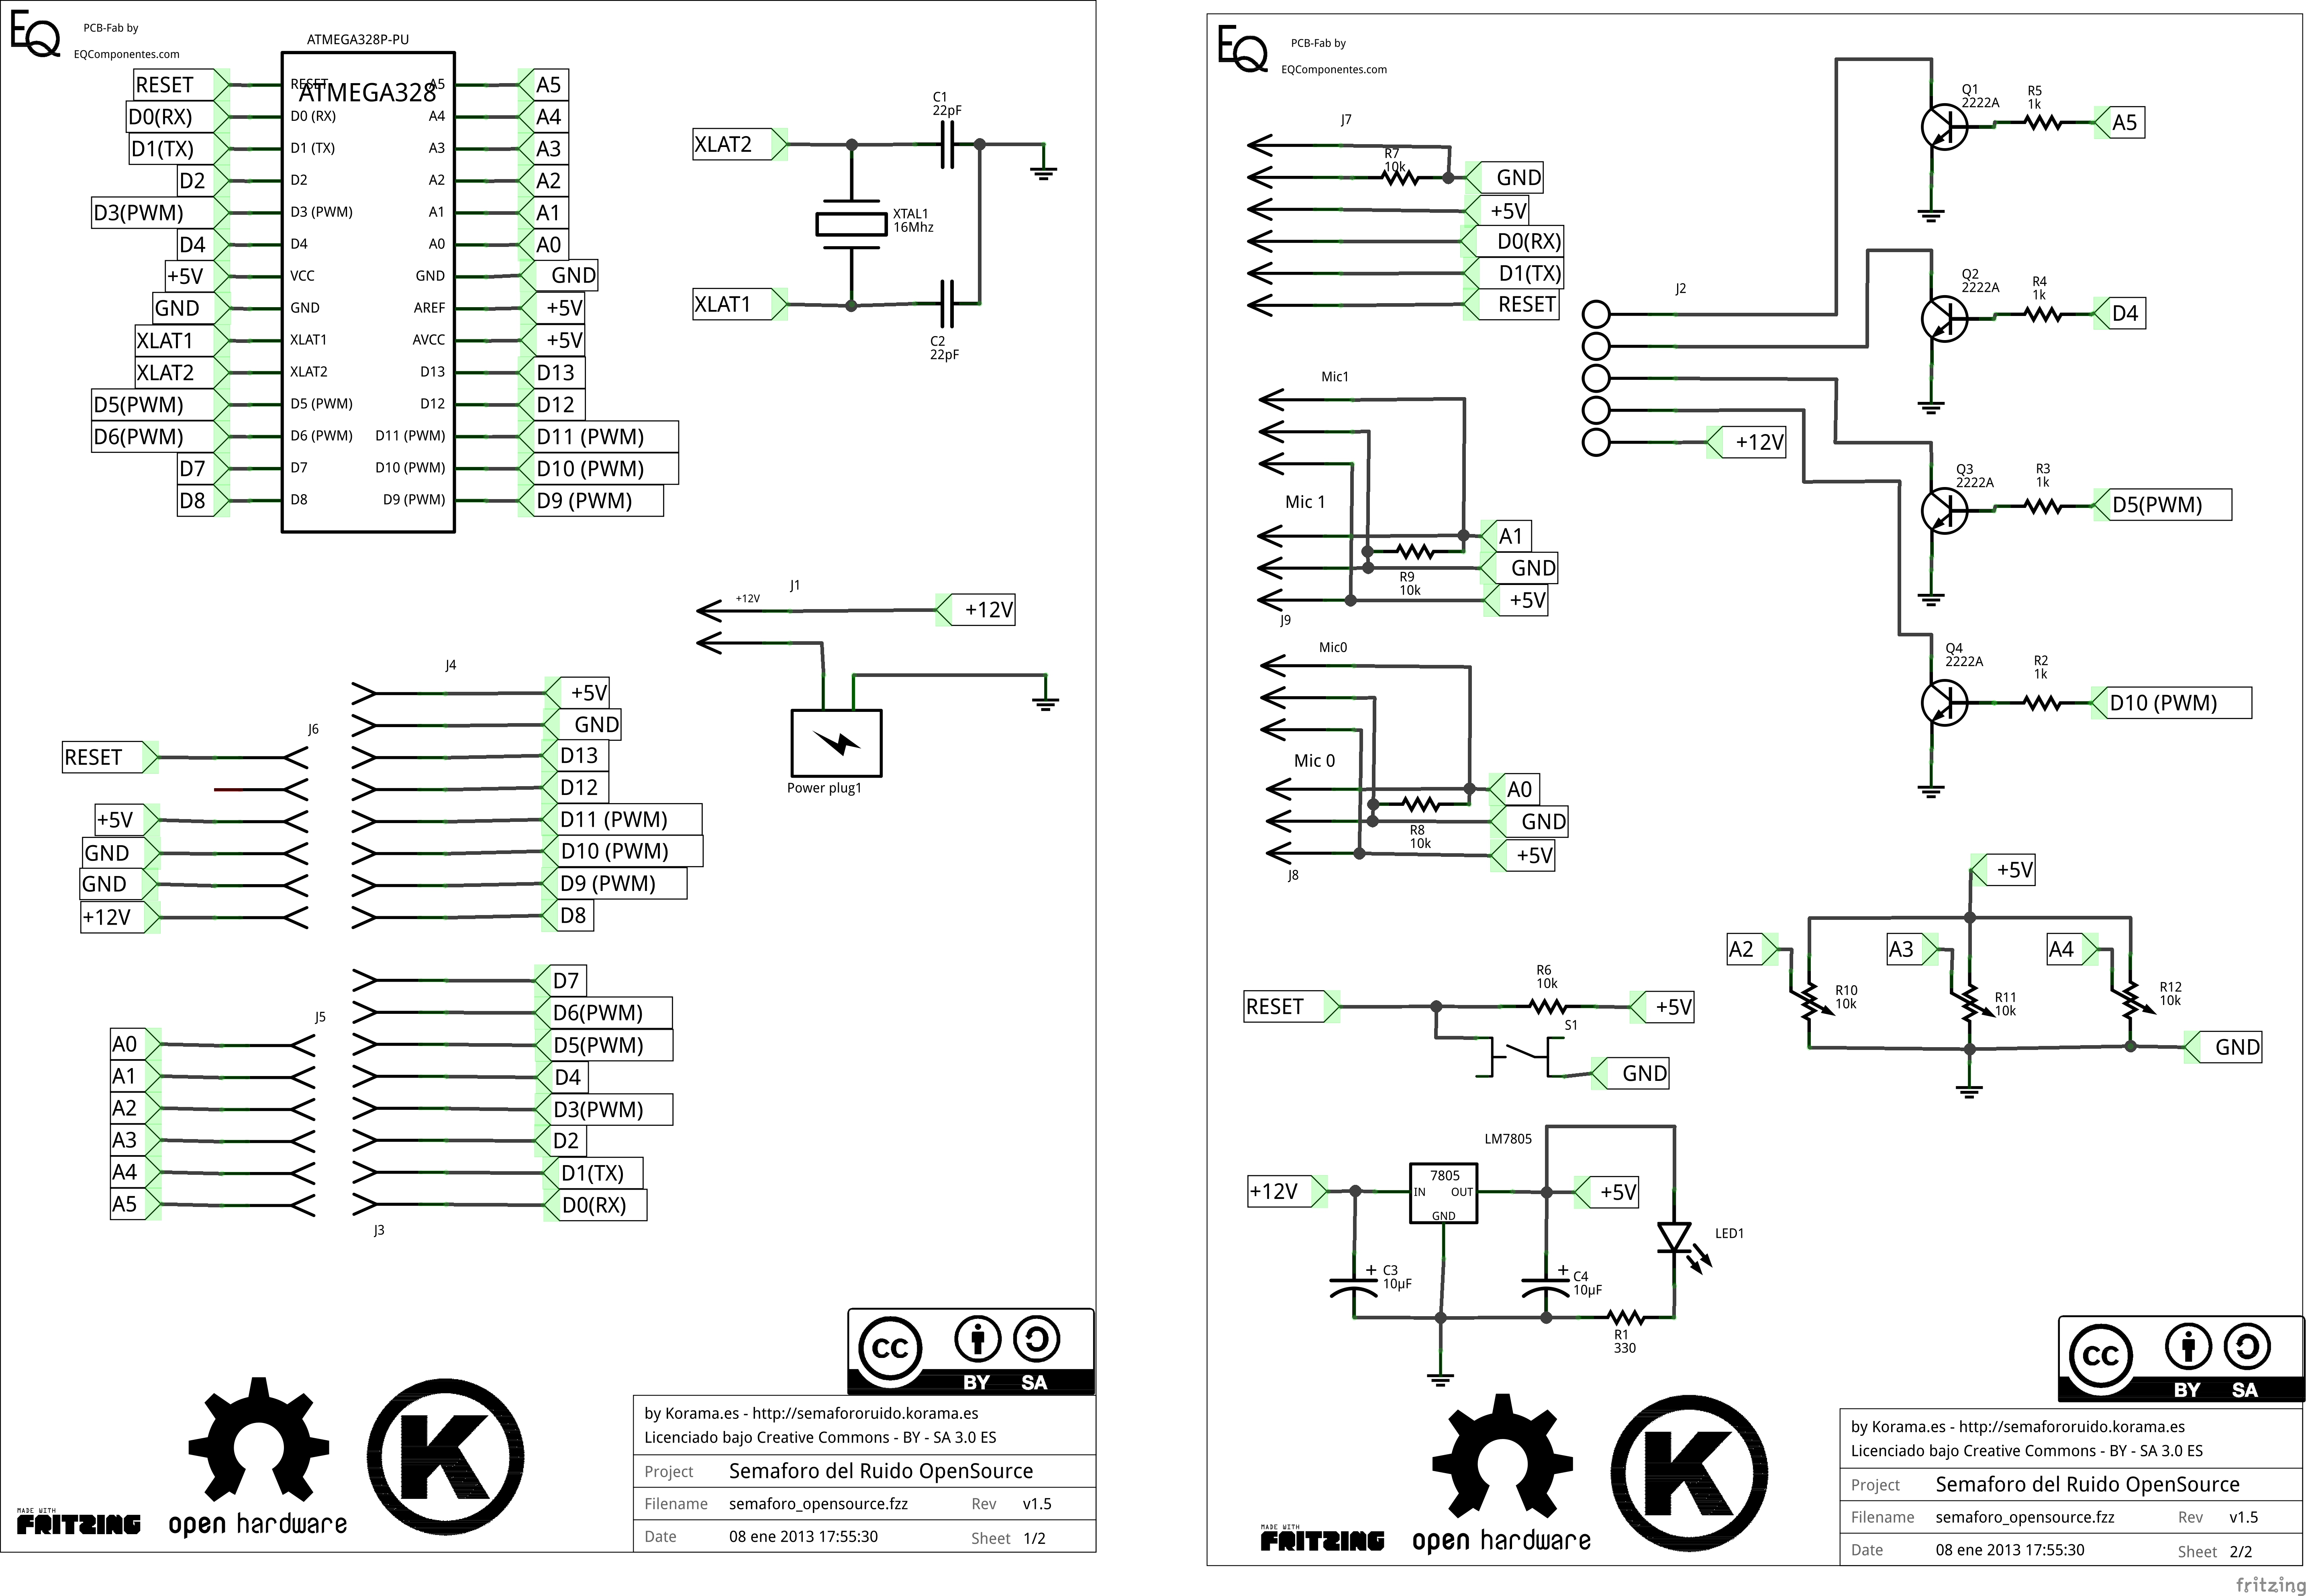 EQ
PCB-Fab by
EQComponentes.com
ATMEGA328P-PU
ATMEGA328
RESET
RESET
A5
A5
D0(RX)
D0 (RX)
A4
A4
D1(TX)
D1 (TX)
A3
A3
D2
D2
A2
A2
D3(PWM)
D3 (PWM)
A1
A1
D4
D4
A0
A0
+5V
VCC
GND
GND
GND
GND
AREF
+5V
XLAT1
XLAT1
AVCC
+5V
XLAT2
XLAT2
D13
D13
D5(PWM)
D5 (PWM)
D12
D12
D6(PWM)
D6 (PWM)
D11 (PWM)
D11 (PWM)
D7
D7
D10 (PWM)
D10 (PWM)
D8
D8
D9 (PWM)
D9 (PWM)
C1
22pF
XLAT2
XTAL1
16Mhz
XLAT1
C2
22pF
J1
+12V
+12V
Power plug1
J4
+5V
GND
D13
D12
D11 (PWM)
D10 (PWM)
D9 (PWM)
D8
J6
RESET
+5V
GND
GND
+12V
D7
D6(PWM)
D5(PWM)
D4
D3(PWM)
D2
D1(TX)
D0(RX)
J3
J5
A0
A1
A2
A3
A4
A5
CC
BY SA
MADE WITH
FRITZING
open hardware
K
by Korama.es - http://semafororuido.korama.es
Licenciado bajo Creative Commons - BY - SA 3.0 ES
Project Semaforo del Ruido OpenSource
Filename semaforo_opensource.fzz Rev v1.5
Date 08 ene 2013 17:55:30 Sheet 1/2
EQ
PCB-Fab by
EQComponentes.com
J7
R7
10k
GND
+5V
D0(RX)
D1(TX)
RESET
J2
+12V
Q1
2222A
R5
1k
A5
Q2
2222A
R4
1k
D4
Q3
2222A
R3
1k
D5(PWM)
Q4
2222A
R2
1k
D10 (PWM)
Mic1
Mic 1
A1
GND
R9
10k
+5V
J9
Mic0
Mic 0
A0
GND
R8
10k
+5V
J8
+5V
A2
A3
A4
R10
10k
R11
10k
R12
10k
GND
RESET
R6
10k
+5V
S1
GND
LM7805
+12V
7805
IN OUT
GND
+5V
LED1
+ C3
10µF
+ C4
10µF
R1
330
CC
BY SA
MADE WITH
FRITZING
open hardware
K
by Korama.es - http://semafororuido.korama.es
Licenciado bajo Creative Commons - BY - SA 3.0 ES
Project Semaforo del Ruido OpenSource
Filename semaforo_opensource.fzz Rev v1.5
Date 08 ene 2013 17:55:30 Sheet 2/2
fritzing